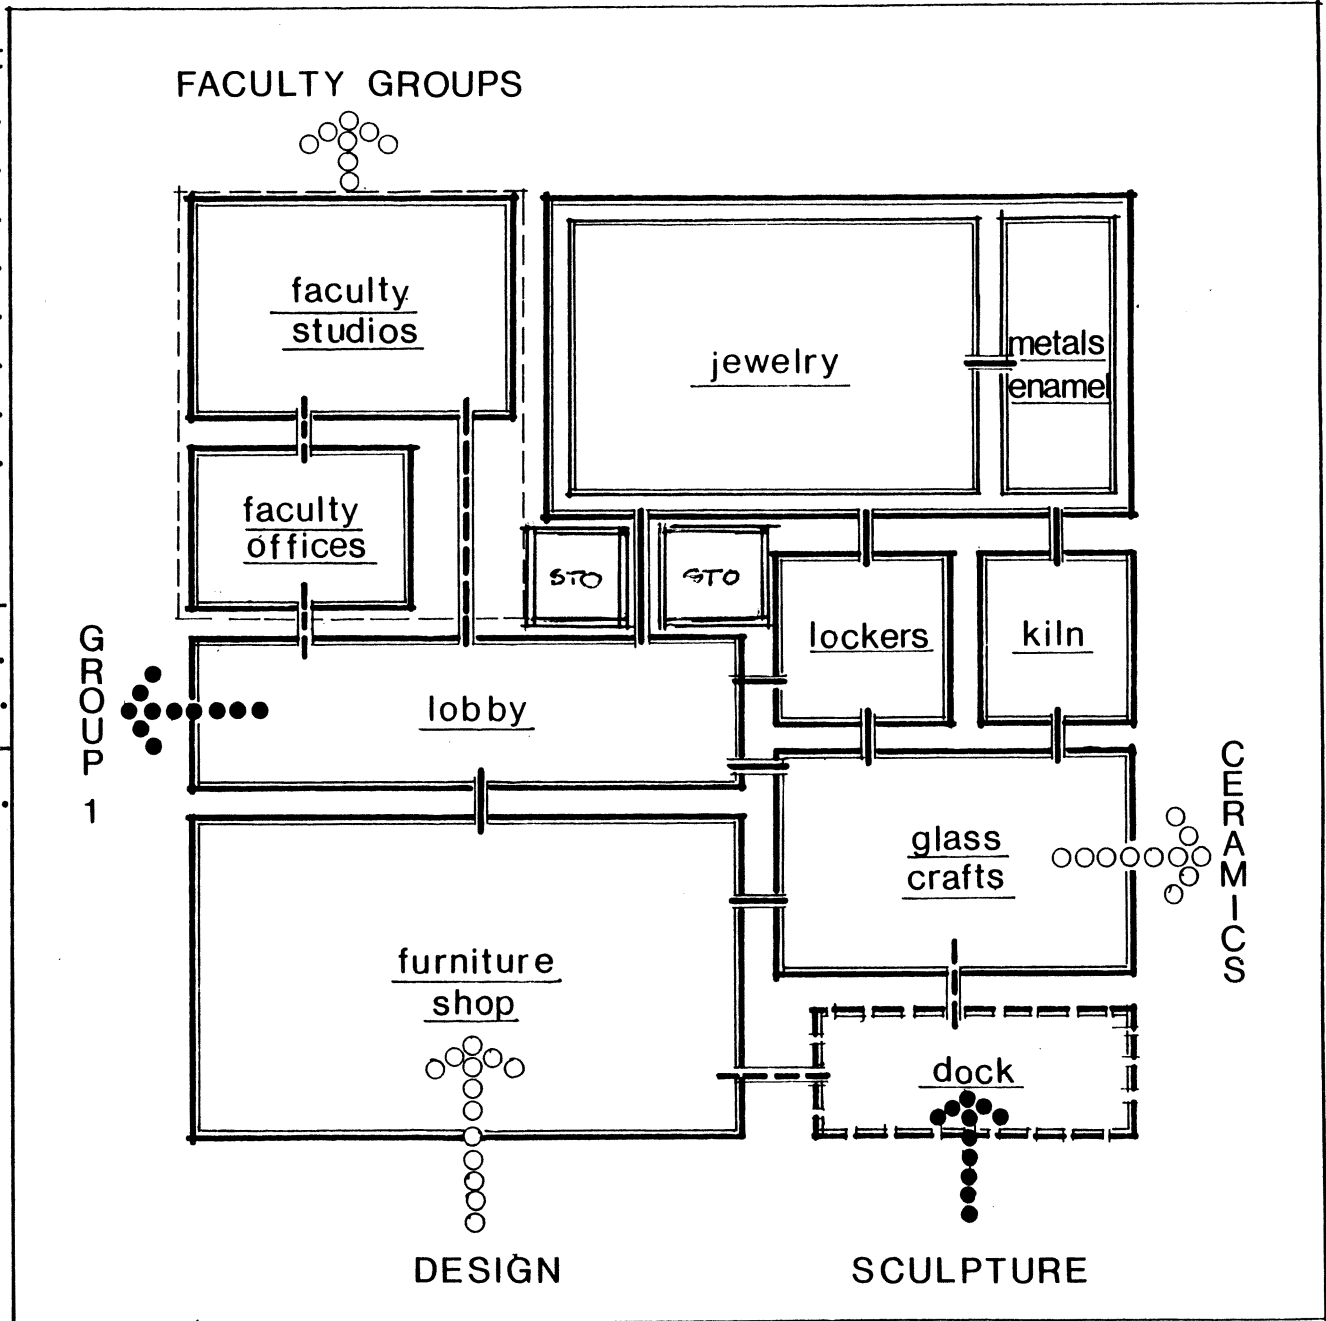 FACULTY GROUPS
faculty
studios
jewelry
metals
enamel
faculty
offices
STO
STO
lockers
kiln
GROUP 1
lobby
CERAMICS
glass
crafts
furniture
shop
dock
DESIGN
SCULPTURE